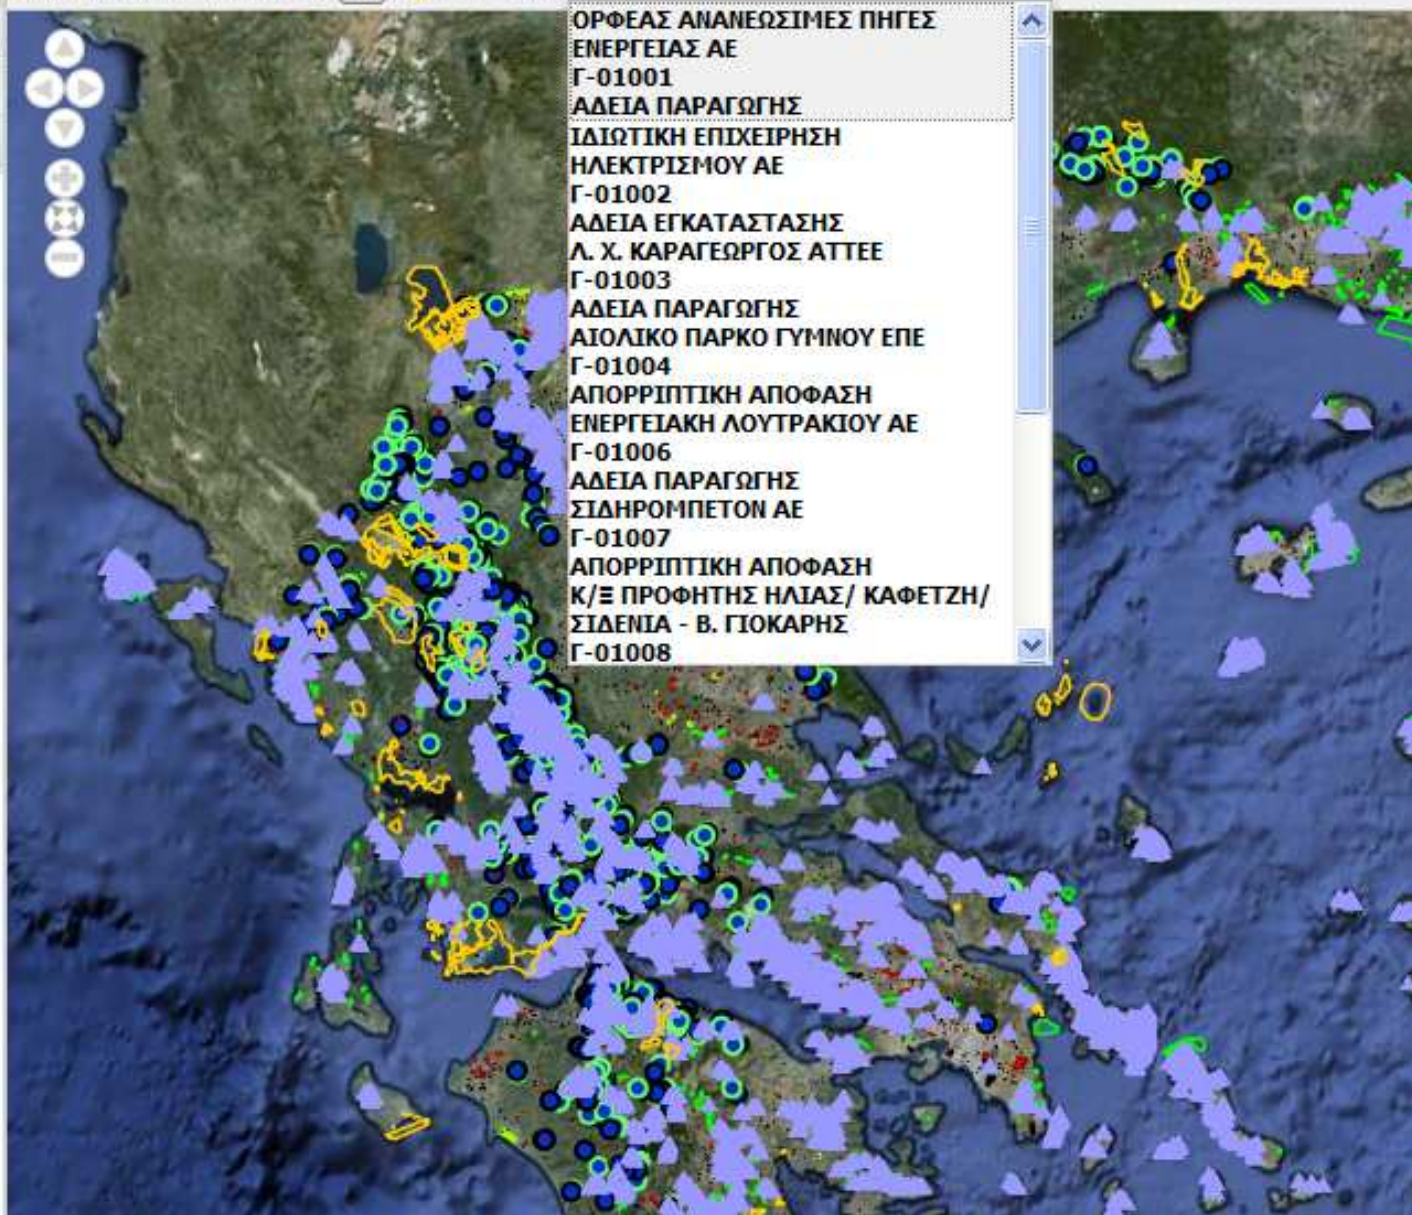 ΟΡΦΕΑΣ ΑΝΑΝΕΩΣΙΜΕΣ ΠΗΓΕΣ
ΕΝΕΡΓΕΙΑΣ ΑΕ
Γ-01001
ΑΔΕΙΑ ΠΑΡΑΓΩΓΗΣ
ΙΔΙΩΤΙΚΗ ΕΠΙΧΕΙΡΗΣΗ
ΗΛΕΚΤΡΙΣΜΟΥ ΑΕ
Γ-01002
ΑΔΕΙΑ ΕΓΚΑΤΑΣΤΑΣΗΣ
Λ. Χ. ΚΑΡΑΓΕΩΡΓΟΣ ΑΤΤΕΕ
Γ-01003
ΑΔΕΙΑ ΠΑΡΑΓΩΓΗΣ
ΑΙΟΛΙΚΟ ΠΑΡΚΟ ΓΥΜΝΟΥ ΕΠΕ
Γ-01004
ΑΠΟΡΡΙΠΤΙΚΗ ΑΠΟΦΑΣΗ
ΕΝΕΡΓΕΙΑΚΗ ΛΟΥΤΡΑΚΙΟΥ ΑΕ
Γ-01006
ΑΔΕΙΑ ΠΑΡΑΓΩΓΗΣ
ΣΙΔΗΡΟΜΠΕΤΟΝ ΑΕ
Γ-01007
ΑΠΟΡΡΙΠΤΙΚΗ ΑΠΟΦΑΣΗ
Κ/Ξ ΠΡΟΦΗΤΗΣ ΗΛΙΑΣ/ ΚΑΦΕΤΖΗ/
ΣΙΔΕΝΙΑ - Β. ΓΙΟΚΑΡΗΣ
Γ-01008